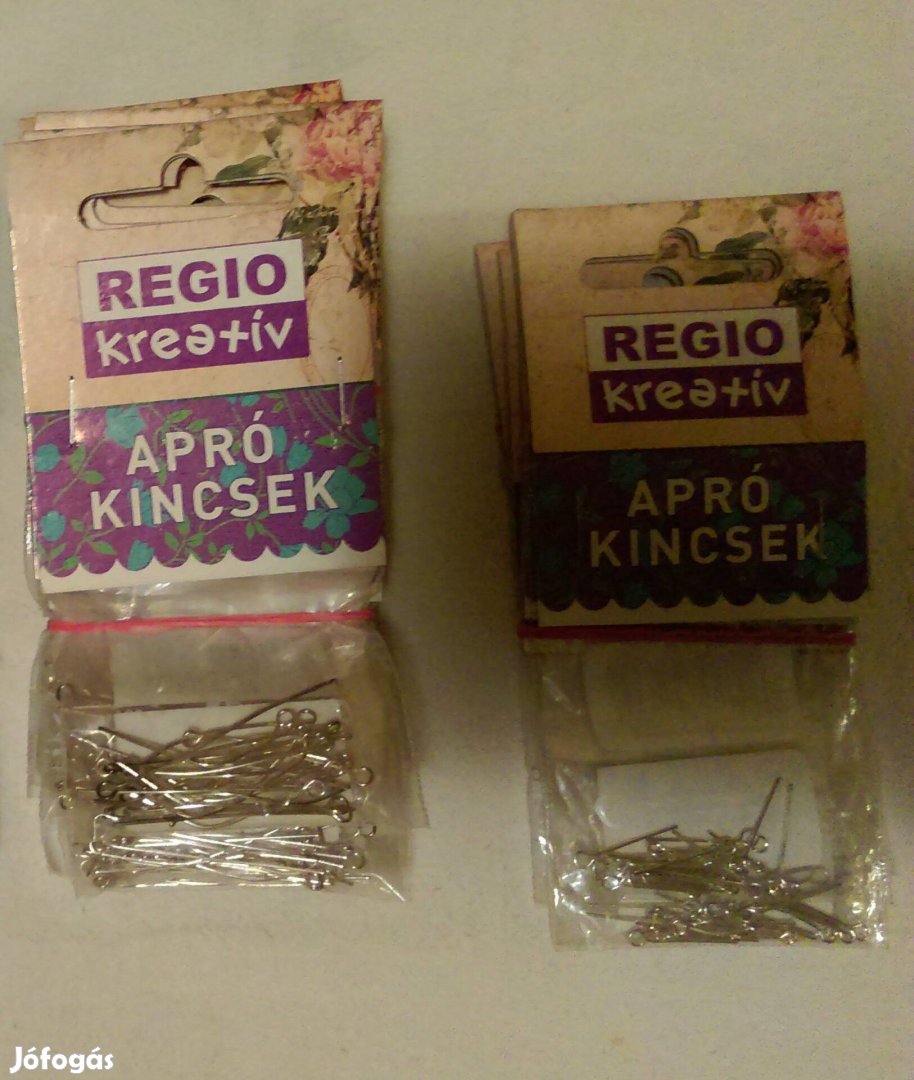 REGIO
kreatív
APRÓ
KINCSEK
REGIO
kreatív
APRÓ
KINCSEK
Jófogás